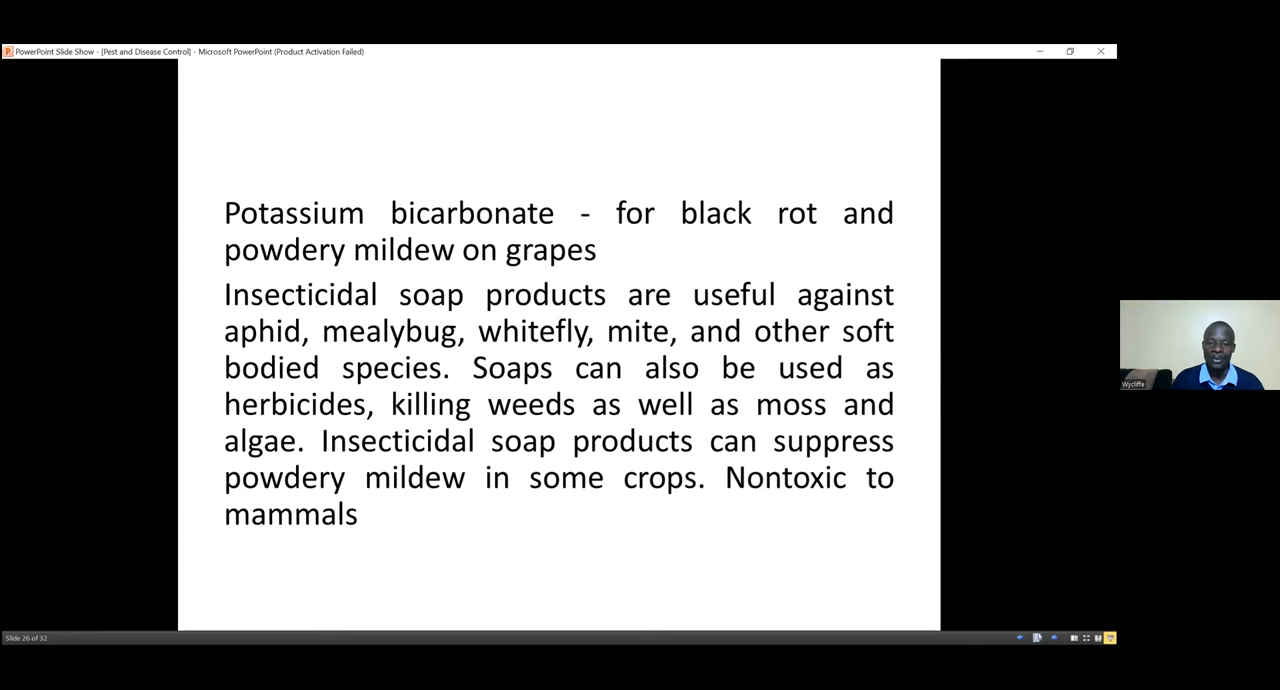 PowerPoint Slide Show - [Pest and Disease Control] - Microsoft PowerPoint (Product Activation Failed)
Potassium bicarbonate - for black rot and
powdery mildew on grapes
Insecticidal soap products are useful against
aphid, mealybug, whitefly, mite, and other soft
bodied species. Soaps can also be used as
herbicides, killing weeds as well as moss and
algae. Insecticidal soap products can suppress
powdery mildew in some crops. Nontoxic to
mammals
Wycliffe
Slide 26 of 32